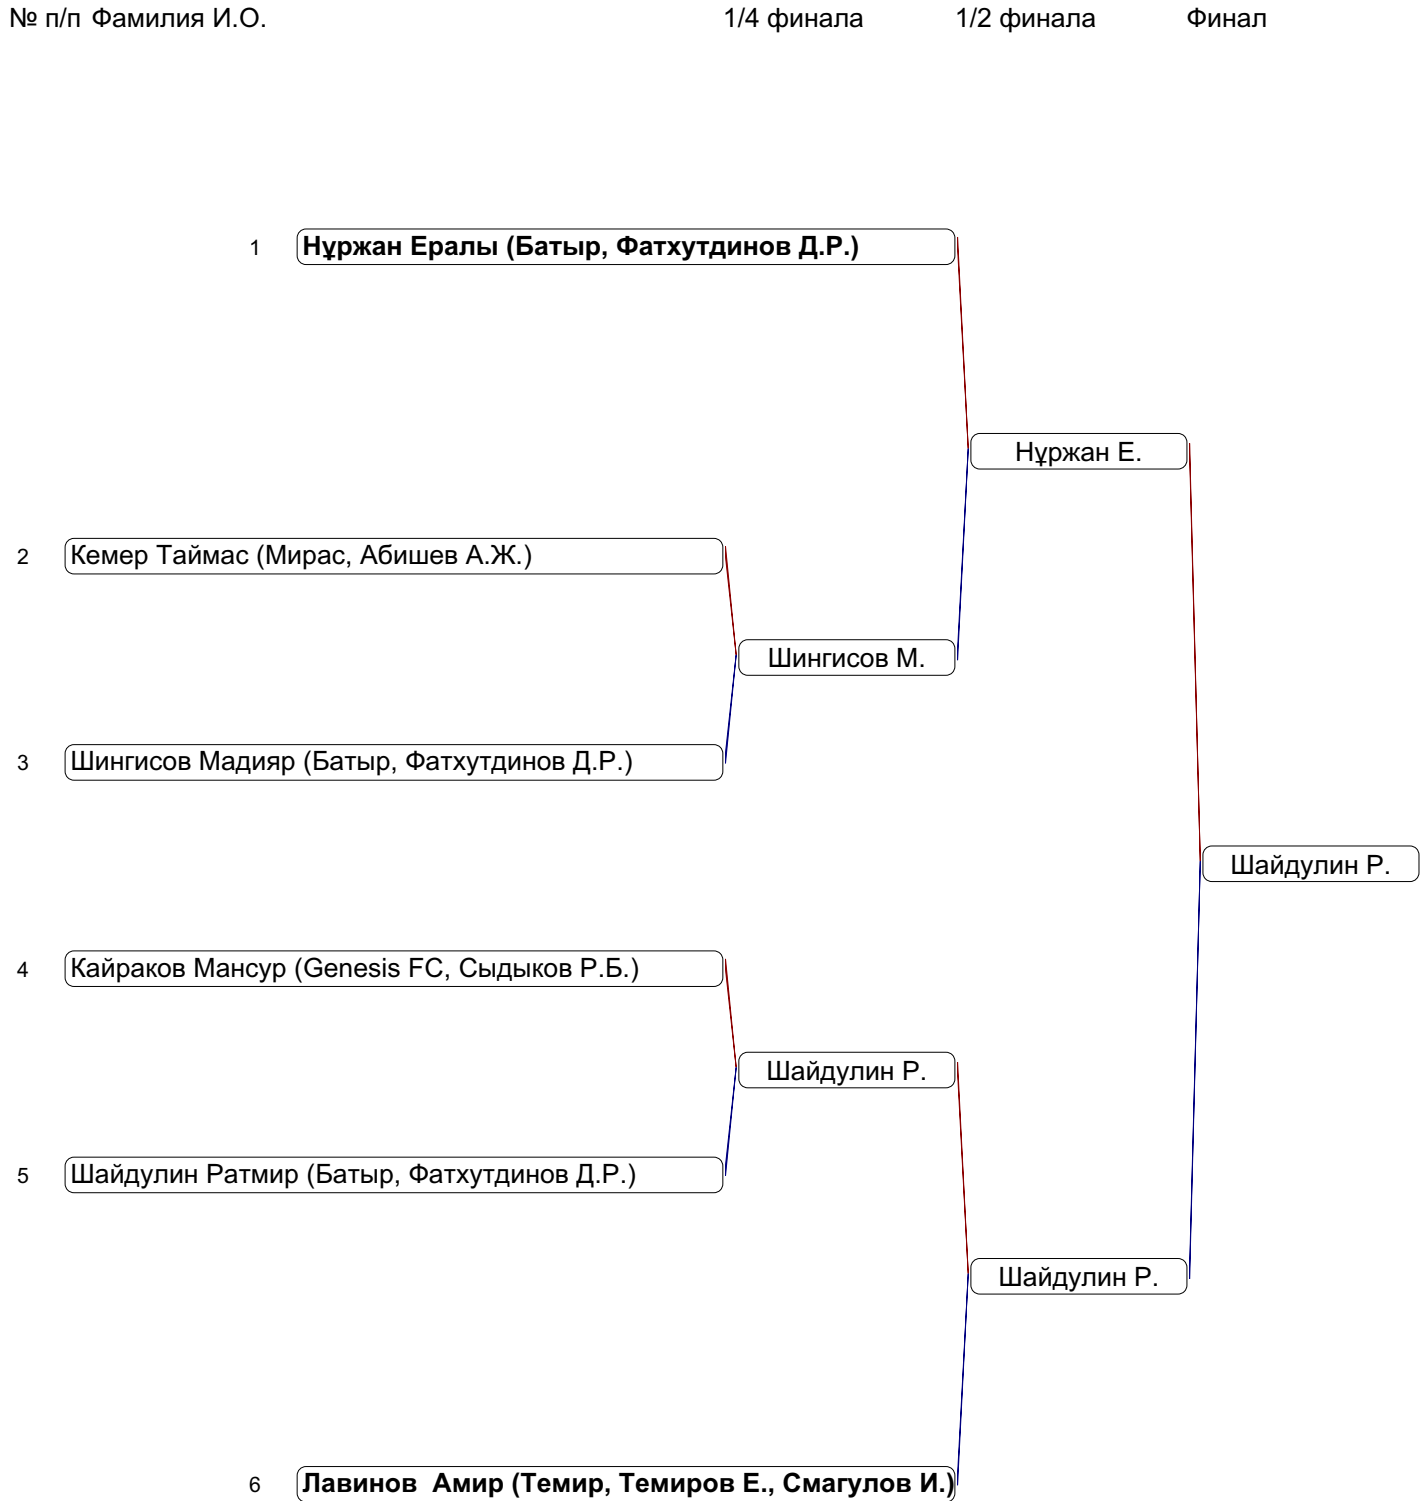 № п/п Фамилия И.О. 1/4 финала 1/2 финала Финал
1 Нұржан Ералы (Батыр, Фатхутдинов Д.Р.)
Нұржан Е.
2 Кемер Таймас (Мирас, Абишев А.Ж.)
Шингисов М.
3 Шингисов Мадияр (Батыр, Фатхутдинов Д.Р.)
Шайдулин Р.
4 Кайраков Мансур (Genesis FC, Сыдыков Р.Б.)
Шайдулин Р.
5 Шайдулин Ратмир (Батыр, Фатхутдинов Д.Р.)
Шайдулин Р.
6 Лавинов  Амир (Темир, Темиров Е., Смагулов И.)